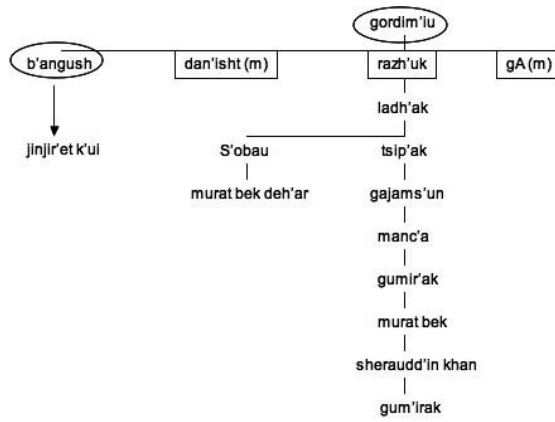 gordim'iu
b'angush dan'isht (m) razh'uk gA (m)
ladh'ak
jinjir'et k'ui S'obau tsip'ak
murat bek deh'ar gajams'un
manc'a
gumir'ak
murat bek
sheraudd'in khan
gum'irak